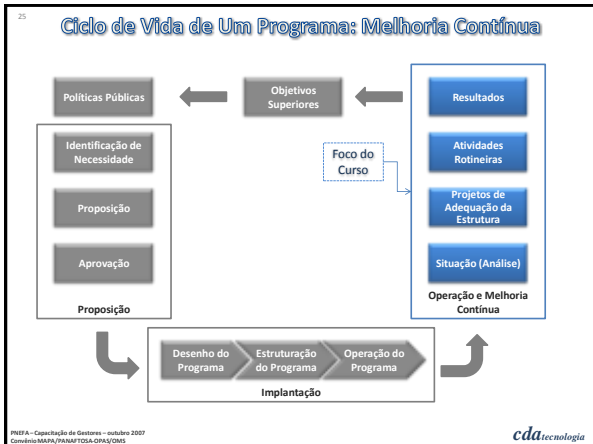 25
Ciclo de Vida de Um Programa: Melhoria Contínua
Políticas Públicas
Objetivos
Superiores
Resultados
Identificação de
Necessidade
Proposição
Aprovação
Proposição
Foco do
Curso
Atividades
Rotineiras
Projetos de
Adequação da
Estrutura
Situação (Análise)
Operação e Melhoria
Contínua
Desenho do
Programa
Estruturação
do Programa
Operação do
Programa
Implantação
PNEFA – Capacitação de Gestores – outubro 2007
Convênio MAPA/PANAFTOSA-OPAS/OMS
cdatecnologia